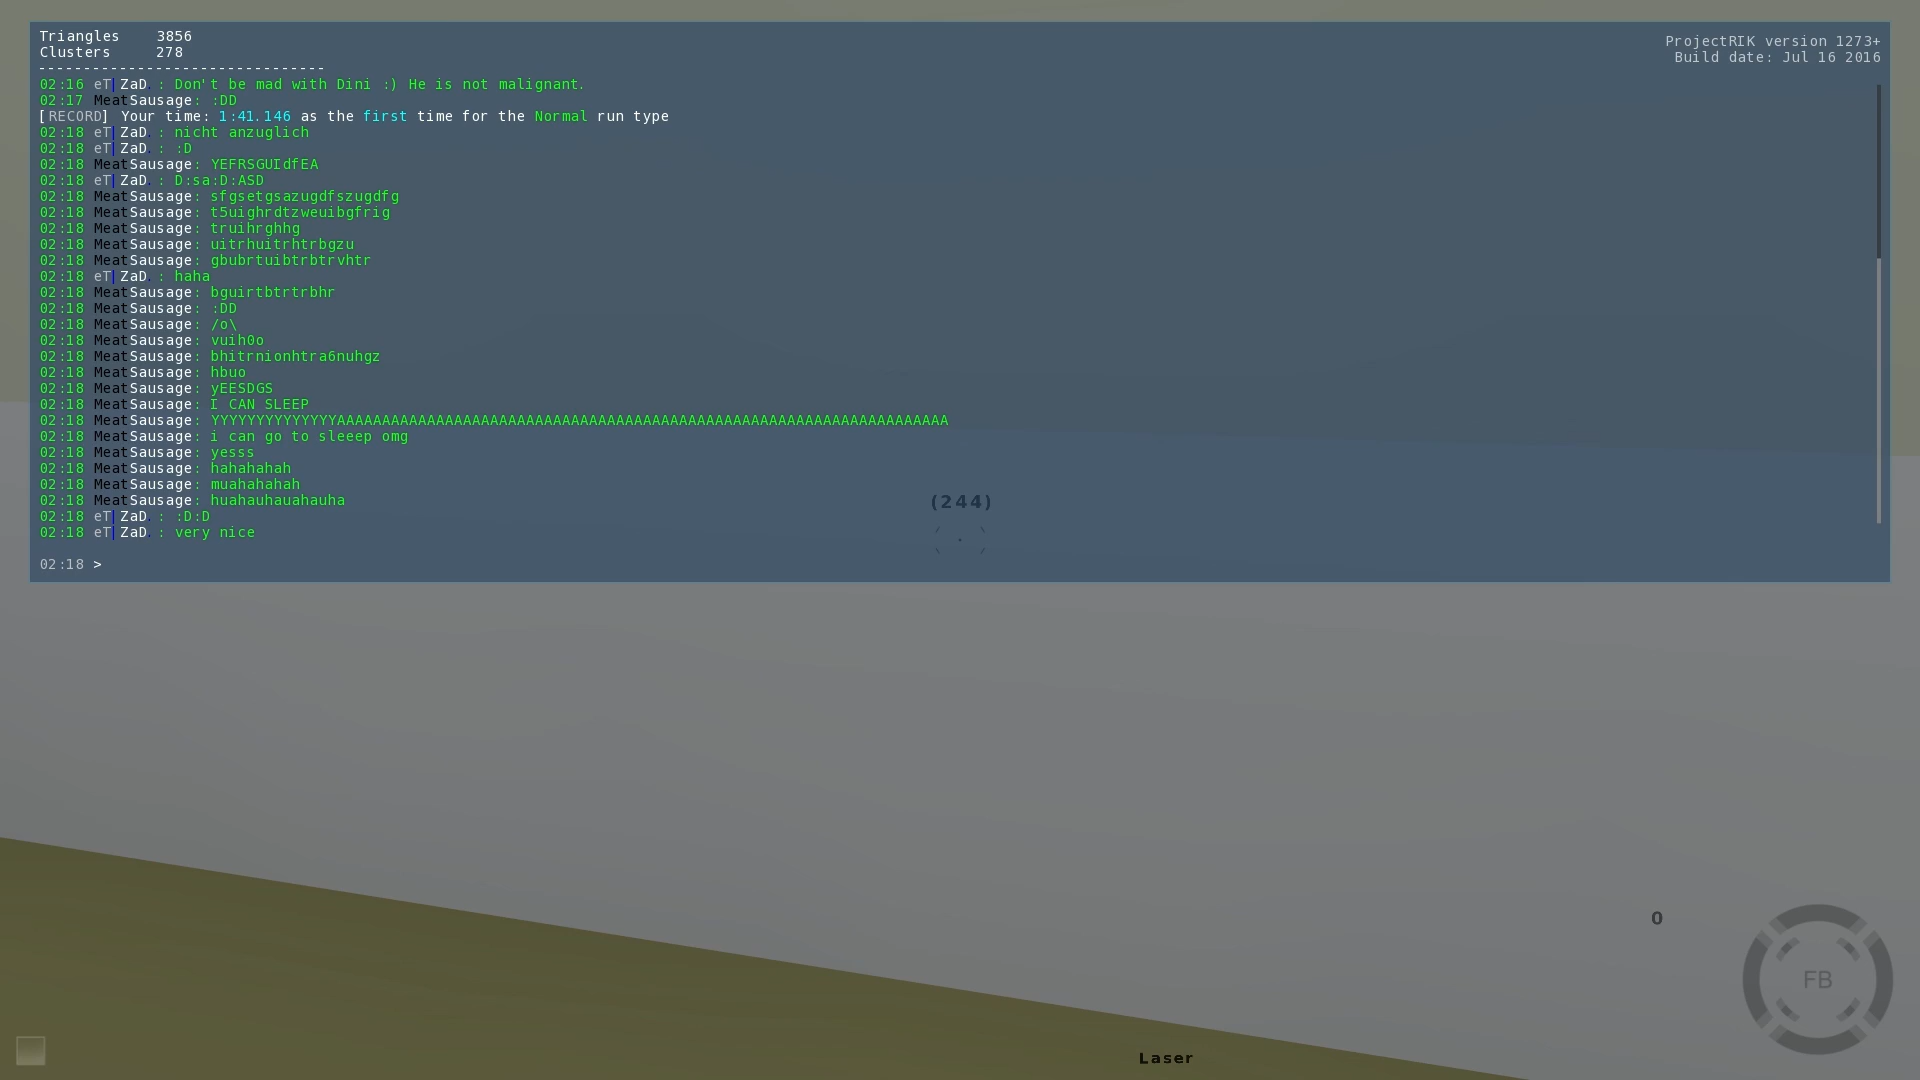 Triangles 3856
Clusters 278
ProjectRIK version 1273+
Build date: Jul 16 2016
--------------------------------
02:16 eT|ZaD.: Don't be mad with Dini :) He is not malignant.
02:17 MeatSausage: :DD
[RECORD] Your time: 1:41.146 as the first time for the Normal run type
02:18 eT|ZaD.: nicht anzuglich
02:18 eT|ZaD.: :D
02:18 MeatSausage: YEFRSGUIdfEA
02:18 eT|ZaD.: D:sa:D:ASD
02:18 MeatSausage: sfgsetgsazugdfszugdfg
02:18 MeatSausage: t5uighrdtzweuibgfrig
02:18 MeatSausage: truihrghhg
02:18 MeatSausage: uitrhuitrhtrbgzu
02:18 MeatSausage: gbubrtuibtrbtrvhtr
02:18 eT|ZaD.: haha
02:18 MeatSausage: bguirtbtrtrbhr
02:18 MeatSausage: :DD
02:18 MeatSausage: /o\
02:18 MeatSausage: vuih0o
02:18 MeatSausage: bhitrnionhtra6nuhgz
02:18 MeatSausage: hbuo
02:18 MeatSausage: yEESDGS
02:18 MeatSausage: I CAN SLEEP
02:18 MeatSausage: YYYYYYYYYYYYYYAAAAAAAAAAAAAAAAAAAAAAAAAAAAAAAAAAAAAAAAAAAAAAAAAAAAAAAAAAAAAAAAAA
02:18 MeatSausage: i can go to sleeep omg
02:18 MeatSausage: yesss
02:18 MeatSausage: hahahahah
02:18 MeatSausage: muahahahah
02:18 MeatSausage: huahauhauahauha
02:18 eT|ZaD.: :D:D
02:18 eT|ZaD.: very nice
02:18 >
(244)
0
FB
Laser